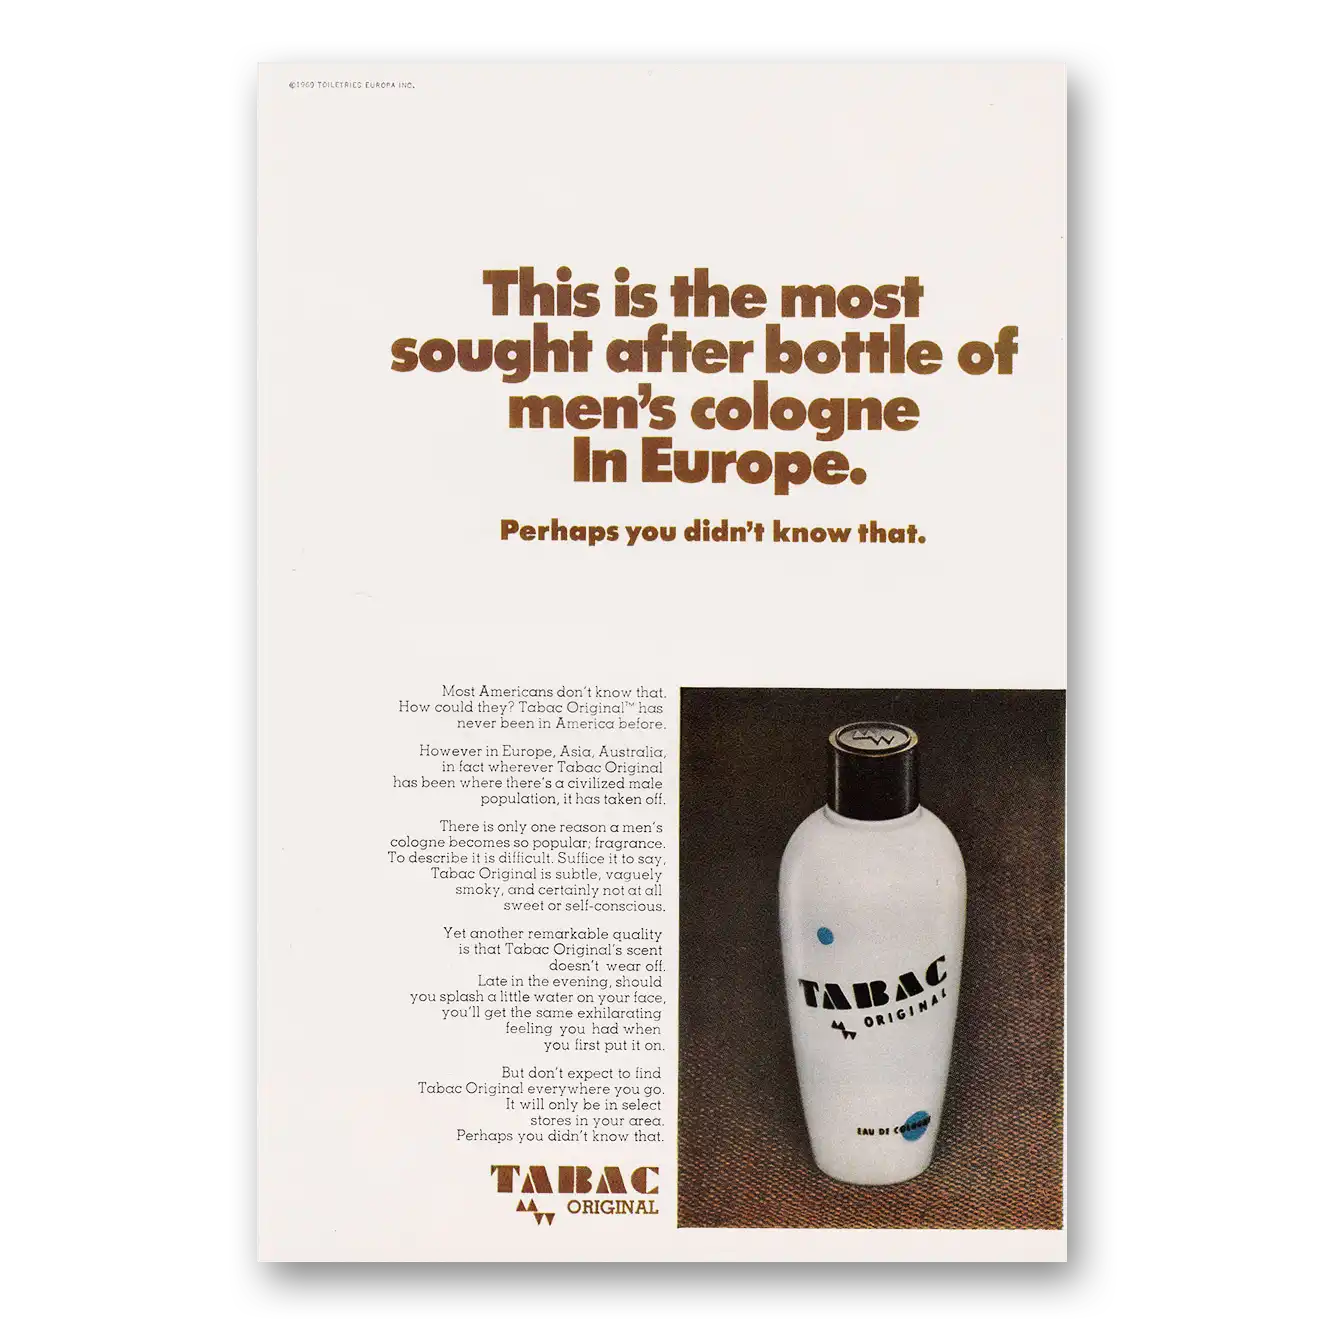 ©1969 TOILETRIES EUROPA INC.
This is the most
sought after bottle of
men's cologne
In Europe.
Perhaps you didn't know that.
Most Americans don't know that.
How could they? Tabac Original™ has
never been in America before.
However in Europe, Asia, Australia,
in fact wherever Tabac Original
has been where there's a civilized male
population, it has taken off.
There is only one reason a men's
cologne becomes so popular; fragrance.
To describe it is difficult. Suffice it to say,
Tabac Original is subtle, vaguely
smoky, and certainly not at all
sweet or self-conscious.
Yet another remarkable quality
is that Tabac Original's scent
doesn't wear off.
Late in the evening, should
you splash a little water on your face,
you'll get the same exhilarating
feeling you had when
you first put it on.
But don't expect to find
Tabac Original everywhere you go.
It will only be in select
stores in your area.
Perhaps you didn't know that.
TABAC
ORIGINAL
TABAC
ORIGINAL
EAU DE COLOGNE